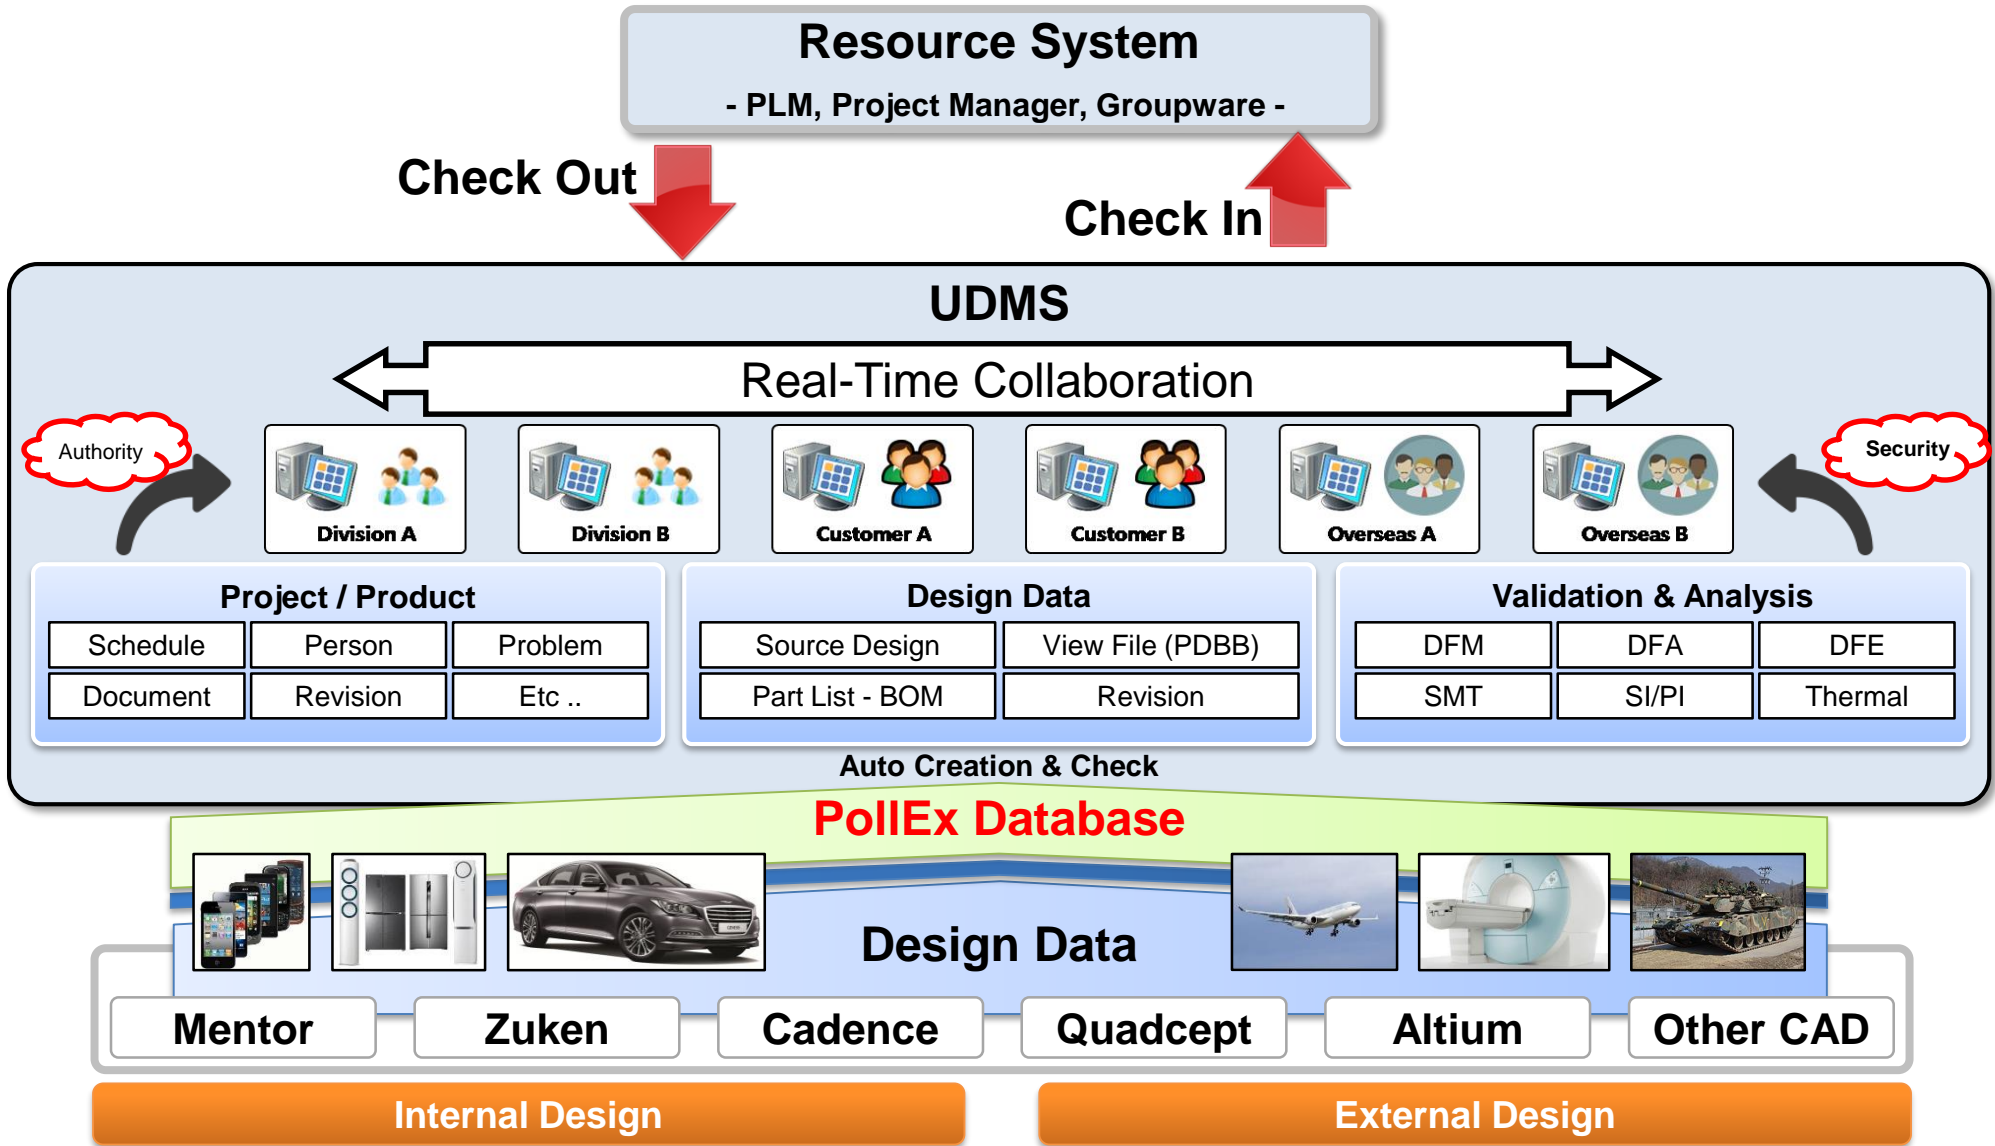 Resource System
- PLM, Project Manager, Groupware -
Check Out
Check In
UDMS
Real-Time Collaboration
Authority
Security
Division A
Division B
Customer A
Customer B
Overseas A
Overseas B
Project / Product
Schedule
Person
Problem
Document
Revision
Etc ..
Design Data
Source Design
View File (PDBB)
Part List - BOM
Revision
Validation & Analysis
DFM
DFA
DFE
SMT
SI/PI
Thermal
Auto Creation & Check
PollEx Database
Design Data
Mentor
Zuken
Cadence
Quadcept
Altium
Other CAD
Internal Design
External Design